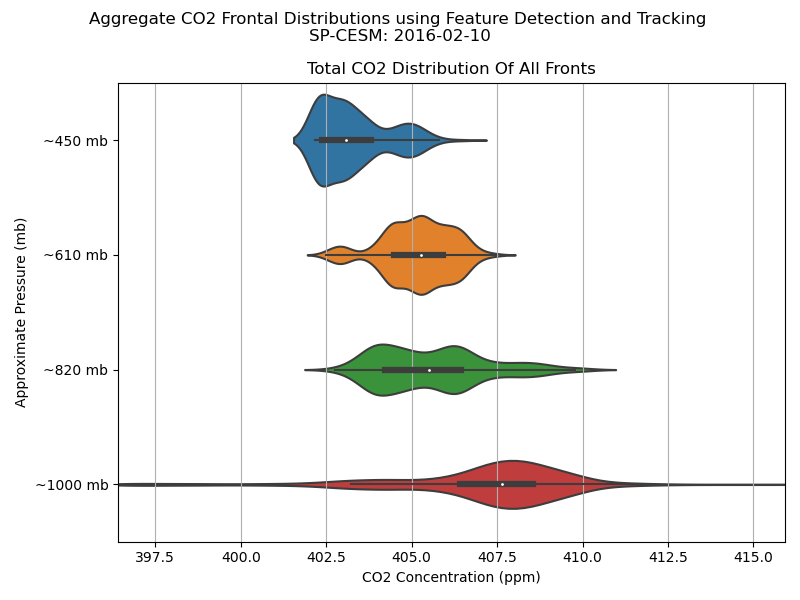 Aggregate CO2 Frontal Distributions using Feature Detection and Tracking
SP-CESM: 2016-02-10
Total CO2 Distribution Of All Fronts
Approximate Pressure (mb)
~450 mb
~610 mb
~820 mb
~1000 mb
397.5 400.0 402.5 405.0 407.5 410.0 412.5 415.0
CO2 Concentration (ppm)